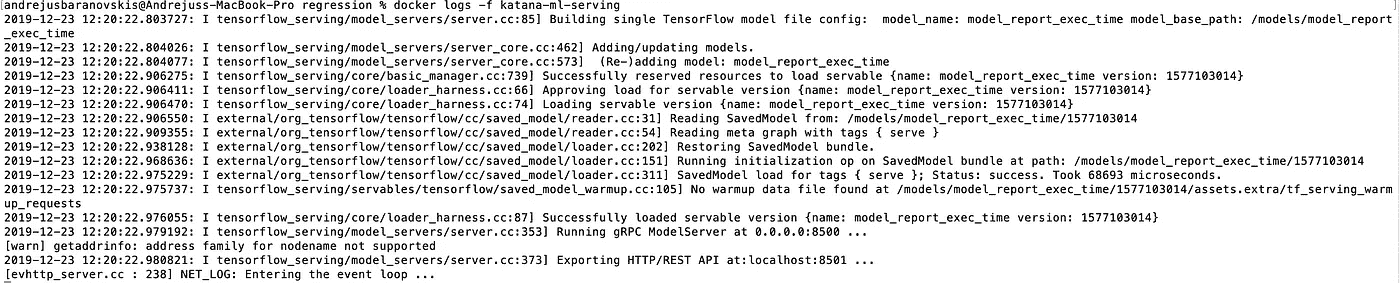 andrejusbaranovskis@Andrejuss-MacBook-Pro regression % docker logs -f katana-ml-serving
2019-12-23 12:20:22.803727: I tensorflow_serving/model_servers/server.cc:85] Building single TensorFlow model file config:  model_name: model_report_exec_time model_base_path: /models/model_report
_exec_time
2019-12-23 12:20:22.804026: I tensorflow_serving/model_servers/server_core.cc:462] Adding/updating models.
2019-12-23 12:20:22.804077: I tensorflow_serving/model_servers/server_core.cc:573]  (Re-)adding model: model_report_exec_time
2019-12-23 12:20:22.906275: I tensorflow_serving/core/basic_manager.cc:739] Successfully reserved resources to load servable {name: model_report_exec_time version: 1577103014}
2019-12-23 12:20:22.906411: I tensorflow_serving/core/loader_harness.cc:66] Approving load for servable version {name: model_report_exec_time version: 1577103014}
2019-12-23 12:20:22.906470: I tensorflow_serving/core/loader_harness.cc:74] Loading servable version {name: model_report_exec_time version: 1577103014}
2019-12-23 12:20:22.906550: I external/org_tensorflow/tensorflow/cc/saved_model/reader.cc:31] Reading SavedModel from: /models/model_report_exec_time/1577103014
2019-12-23 12:20:22.909355: I external/org_tensorflow/tensorflow/cc/saved_model/reader.cc:54] Reading meta graph with tags { serve }
2019-12-23 12:20:22.938128: I external/org_tensorflow/tensorflow/cc/saved_model/loader.cc:202] Restoring SavedModel bundle.
2019-12-23 12:20:22.968636: I external/org_tensorflow/tensorflow/cc/saved_model/loader.cc:151] Running initialization op on SavedModel bundle at path: /models/model_report_exec_time/1577103014
2019-12-23 12:20:22.975229: I external/org_tensorflow/tensorflow/cc/saved_model/loader.cc:311] SavedModel load for tags { serve }; Status: success. Took 68693 microseconds.
2019-12-23 12:20:22.975737: I tensorflow_serving/servables/tensorflow/saved_model_warmup.cc:105] No warmup data file found at /models/model_report_exec_time/1577103014/assets.extra/tf_serving_warm
up_requests
2019-12-23 12:20:22.976055: I tensorflow_serving/core/loader_harness.cc:87] Successfully loaded servable version {name: model_report_exec_time version: 1577103014}
2019-12-23 12:20:22.979192: I tensorflow_serving/model_servers/server.cc:353] Running gRPC ModelServer at 0.0.0.0:8500 ...
[warn] getaddrinfo: address family for nodename not supported
2019-12-23 12:20:22.980821: I tensorflow_serving/model_servers/server.cc:373] Exporting HTTP/REST API at:localhost:8501 ...
[evhttp_server.cc : 238] NET_LOG: Entering the event loop ...